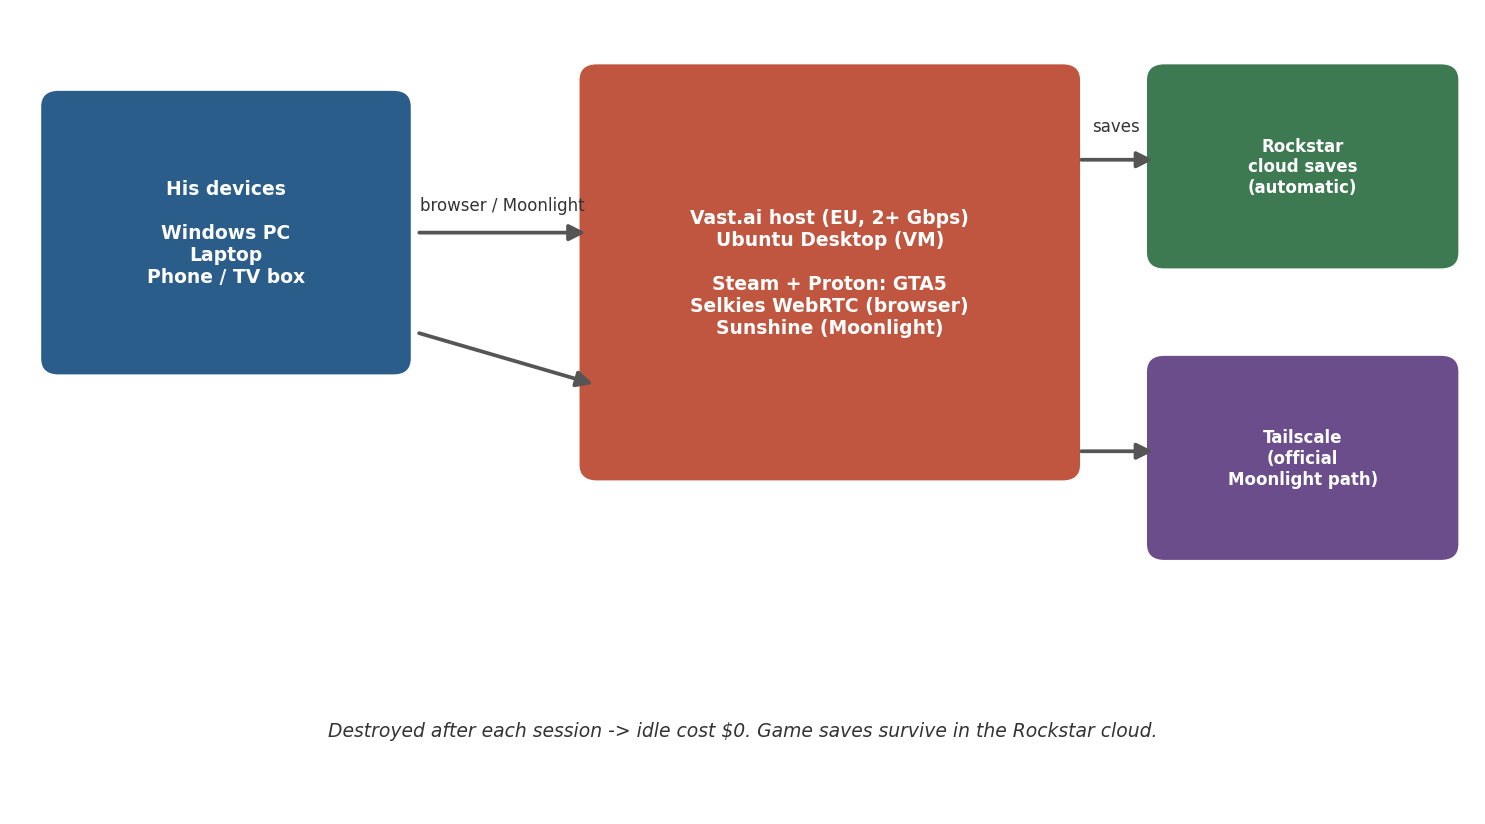 His devices
Windows PC
Laptop
Phone / TV box
browser / Moonlight
Vast.ai host (EU, 2+ Gbps)
Ubuntu Desktop (VM)
Steam + Proton: GTA5
Selkies WebRTC (browser)
Sunshine (Moonlight)
saves
Rockstar
cloud saves
(automatic)
Tailscale
(official
Moonlight path)
Destroyed after each session -> idle cost $0. Game saves survive in the Rockstar cloud.